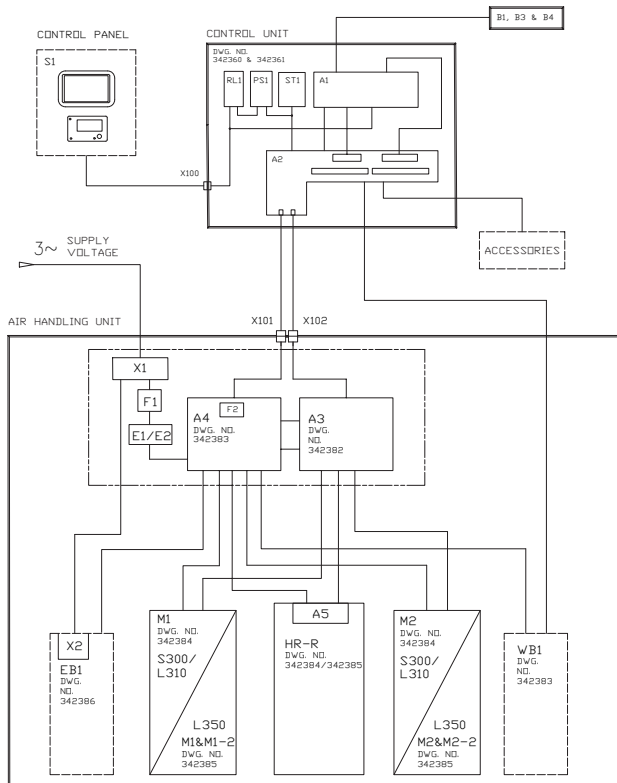 B1, B3 & B4
CONTROL PANEL
S1
CONTROL UNIT
DWG. NO.
342360 & 342361
RL1
PS1
ST1
A1
A2
X100
3~ SUPPLY
VOLTAGE
ACCESSORIES
AIR HANDLING UNIT
X101
X102
X1
F1
E1/E2
A4
F2
DWG.
NO.
342383
A3
DWG.
NO.
342382
X2
EB1
DWG.
NO.
342386
M1
DWG. NO.
342384
S300/
L310
L350
M1&M1-2
DWG. NO.
342385
A5
HR-R
DWG. NO.
342384/342385
M2
DWG. NO.
342384
S300/
L310
L350
M2&M2-2
DWG. NO.
342385
WB1
DWG.
NO.
342383